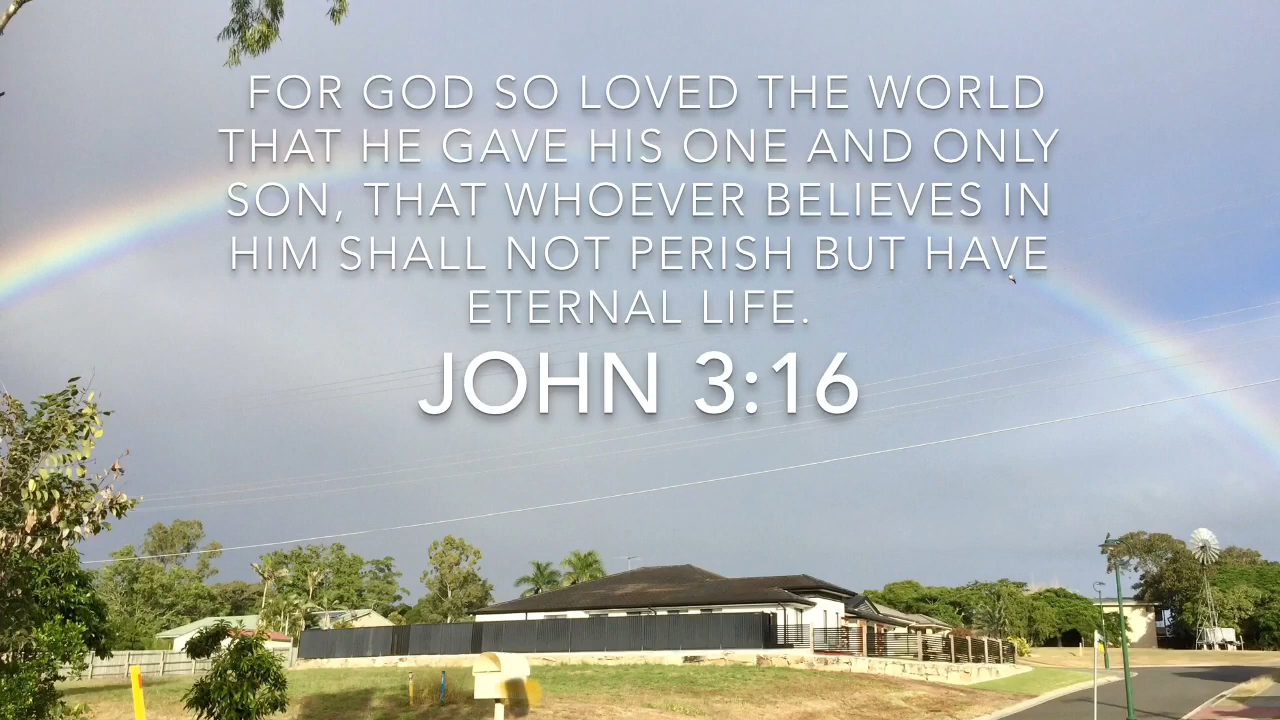 FOR GOD SO LOVED THE WORLD
THAT HE GAVE HIS ONE AND ONLY
SON, THAT WHOEVER BELIEVES IN
HIM SHALL NOT PERISH BUT HAVE
ETERNAL LIFE.
JOHN 3:16